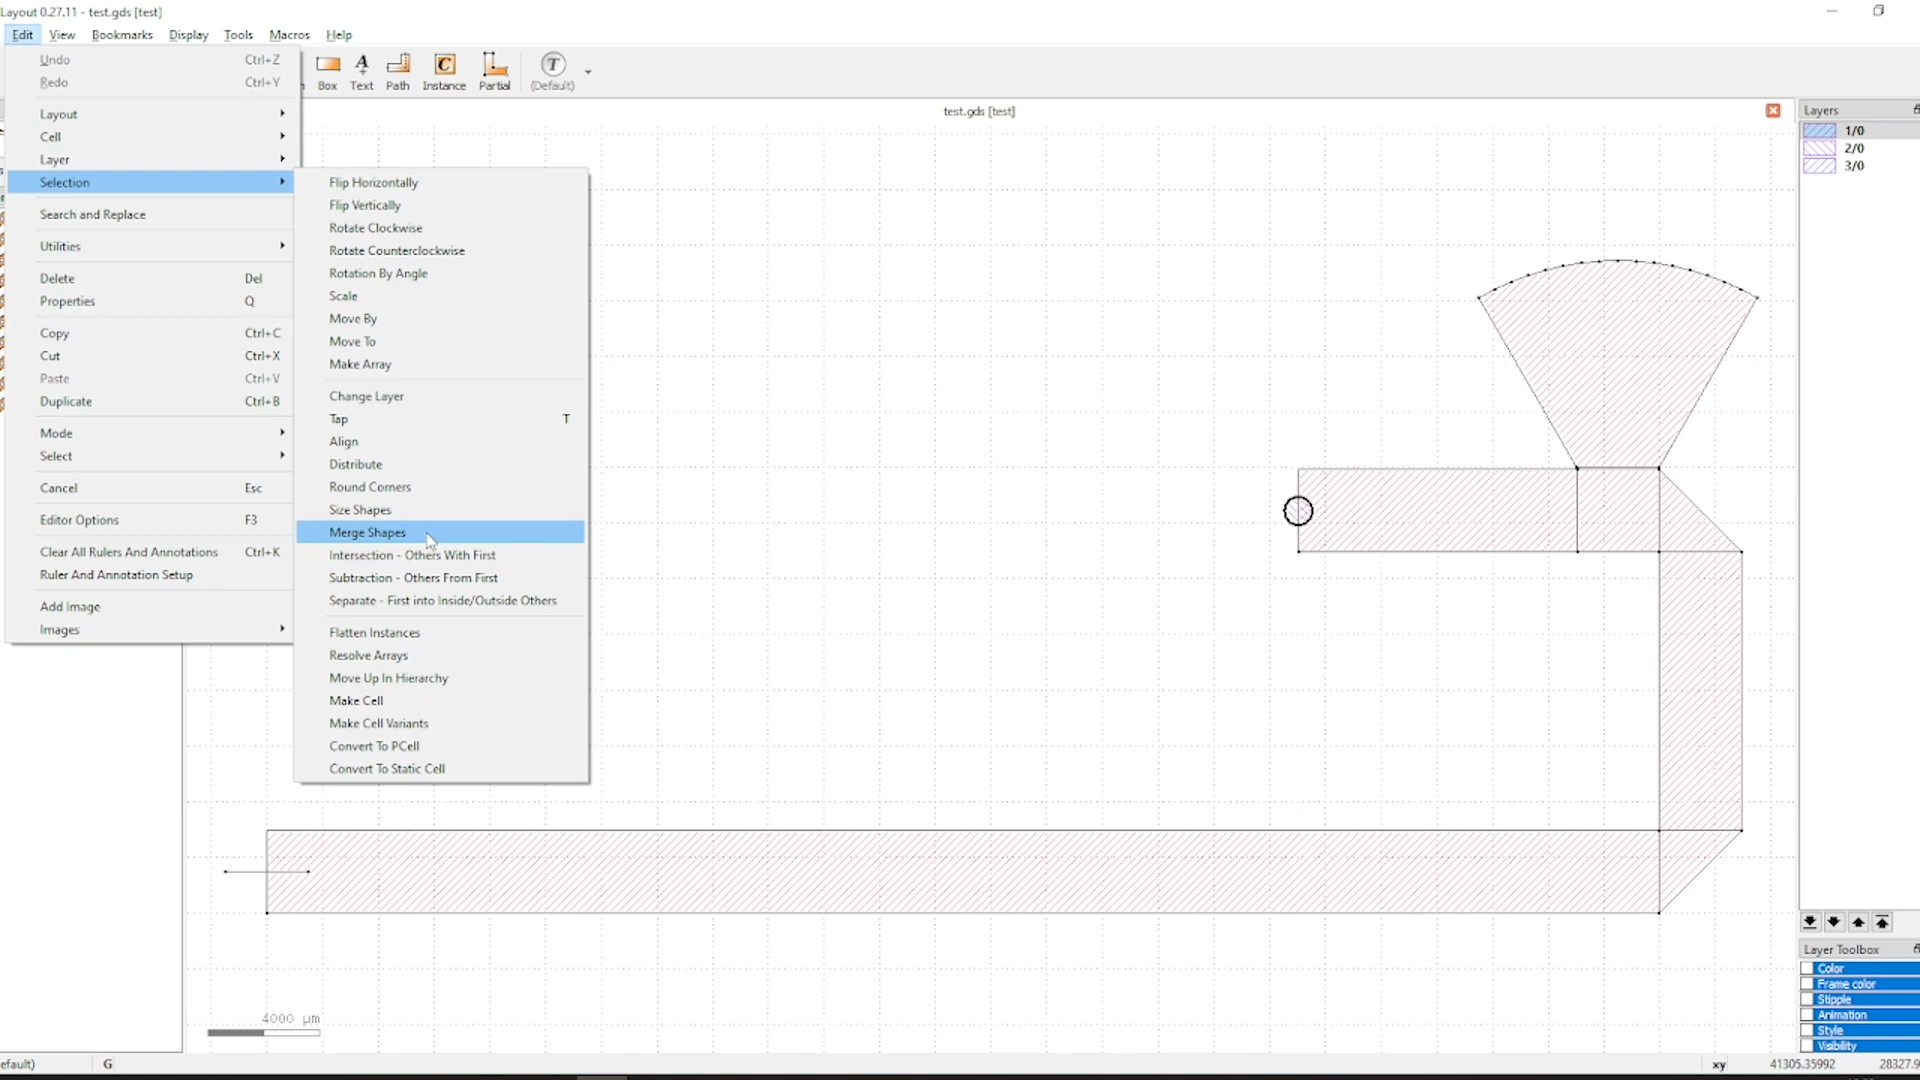 Layout 0.27.11 - test.gds [test]
Edit View Bookmarks Display Tools Macros Help
Box Text Path Instance Partial (Default)
test.gds [test]
Undo Ctrl+Z
Redo Ctrl+Y
Layout
Cell
Layer
Selection
Search and Replace
Utilities
Delete Del
Properties Q
Copy Ctrl+C
Cut Ctrl+X
Paste Ctrl+V
Duplicate Ctrl+B
Mode
Select
Cancel Esc
Editor Options F3
Clear All Rulers And Annotations Ctrl+K
Ruler And Annotation Setup
Add Image
Images
Flip Horizontally
Flip Vertically
Rotate Clockwise
Rotate Counterclockwise
Rotation By Angle
Scale
Move By
Move To
Make Array
Change Layer
Tap T
Align
Distribute
Round Corners
Size Shapes
Merge Shapes
Intersection - Others With First
Subtraction - Others From First
Separate - First into Inside/Outside Others
Flatten Instances
Resolve Arrays
Move Up In Hierarchy
Make Cell
Make Cell Variants
Convert To PCell
Convert To Static Cell
Layers
1/0
2/0
3/0
Layer Toolbox
Color
Frame color
Stipple
Animation
Style
Visibility
4000 µm
efault) G xy 41305.35992 28327.9